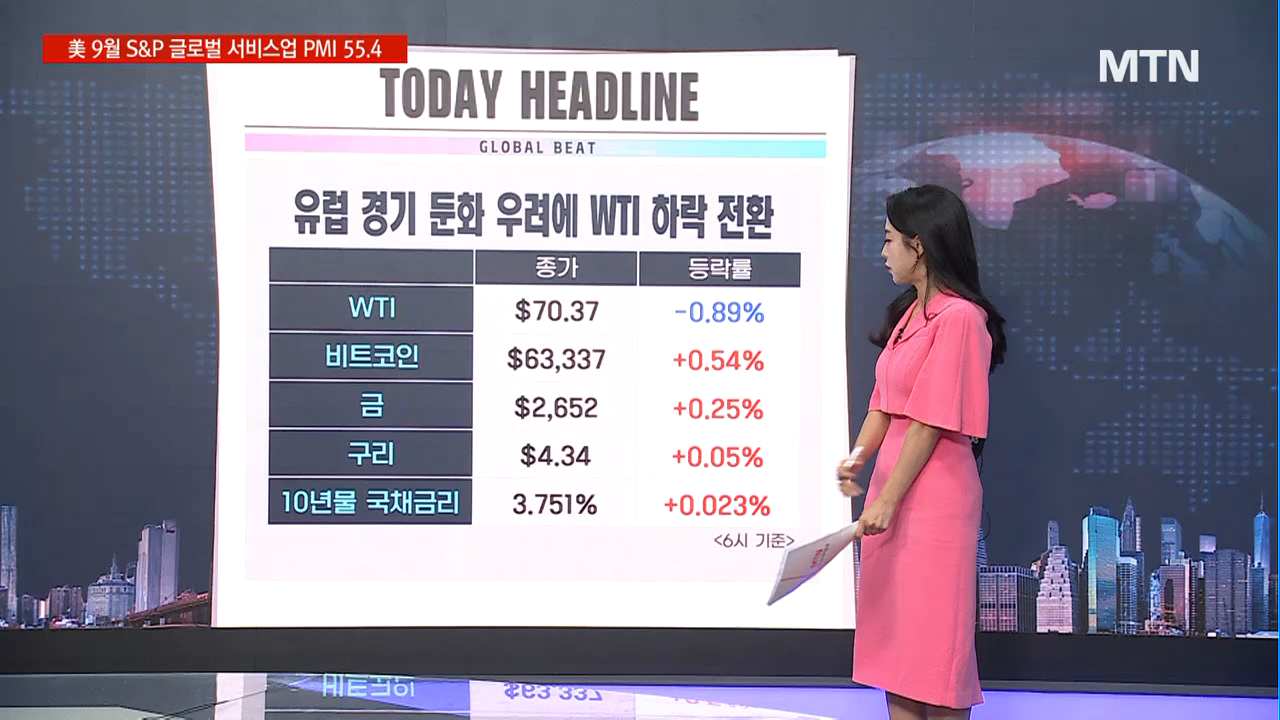 美 9월 S&P 글로벌 서비스업 PMI 55.4
MTN
TODAY HEADLINE
GLOBAL BEAT
유럽 경기 둔화 우려에 WTI 하락 전환
종가 등락률
WTI $70.37 -0.89%
비트코인 $63,337 +0.54%
금 $2,652 +0.25%
구리 $4.34 +0.05%
10년물 국채금리 3.751% +0.023%
<6시 기준>